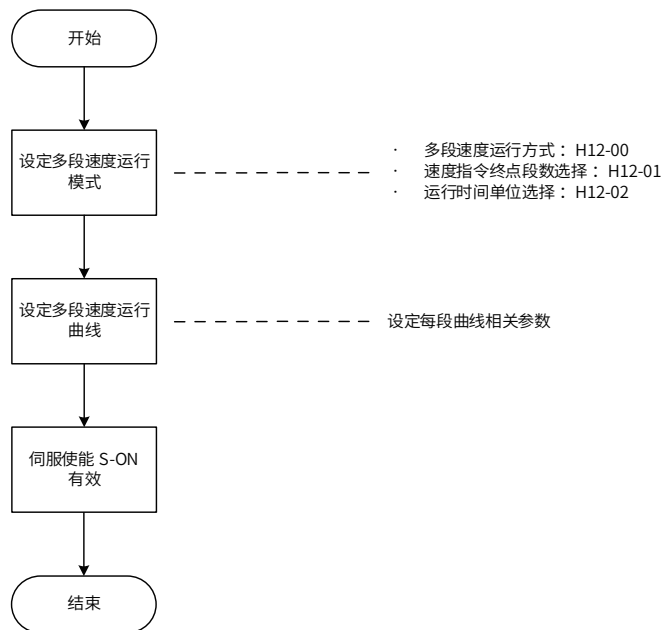 开始
设定多段速度运行
模式
· 多段速度运行方式：H12-00
· 速度指令终点段数选择：H12-01
· 运行时间单位选择：H12-02
设定多段速度运行
曲线
设定每段曲线相关参数
伺服使能 S-ON
有效
结束